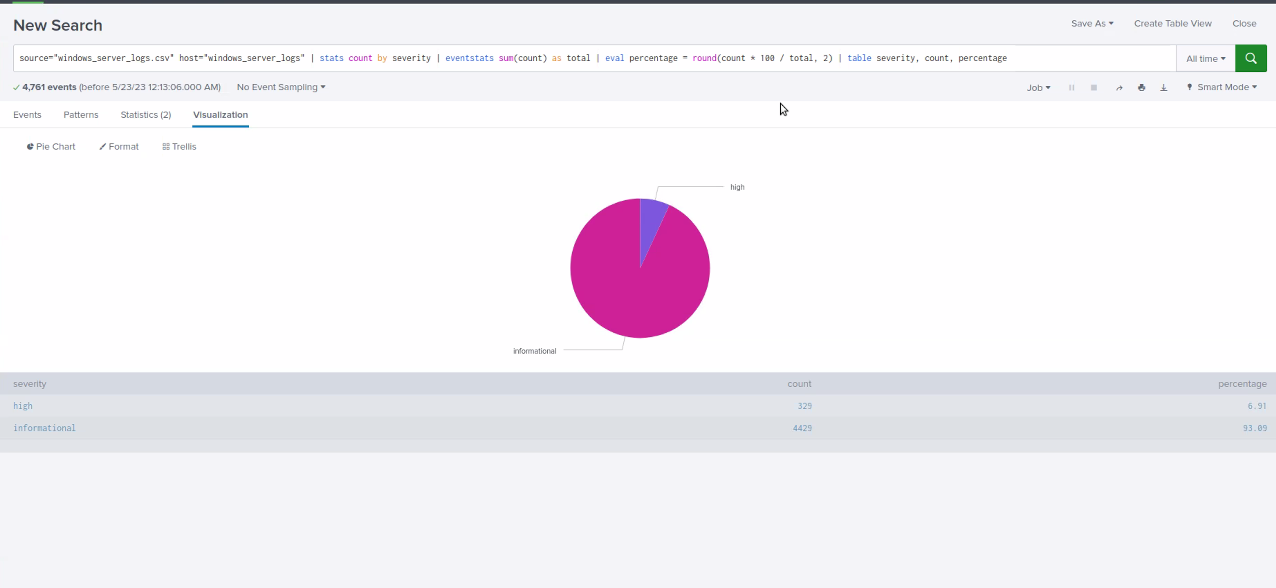 New Search
Save As Create Table View Close
source="windows_server_logs.csv" host="windows_server_logs" | stats count by severity | eventstats sum(count) as total | eval percentage = round(count * 100 / total, 2) | table severity, count, percentage
All time
✓ 4,761 events (before 5/23/23 12:13:06.000 AM) No Event Sampling
Job Smart Mode
Events Patterns Statistics (2) Visualization
Pie Chart Format Trellis
high
informational
severity count percentage
high 329 6.91
informational 4429 93.09